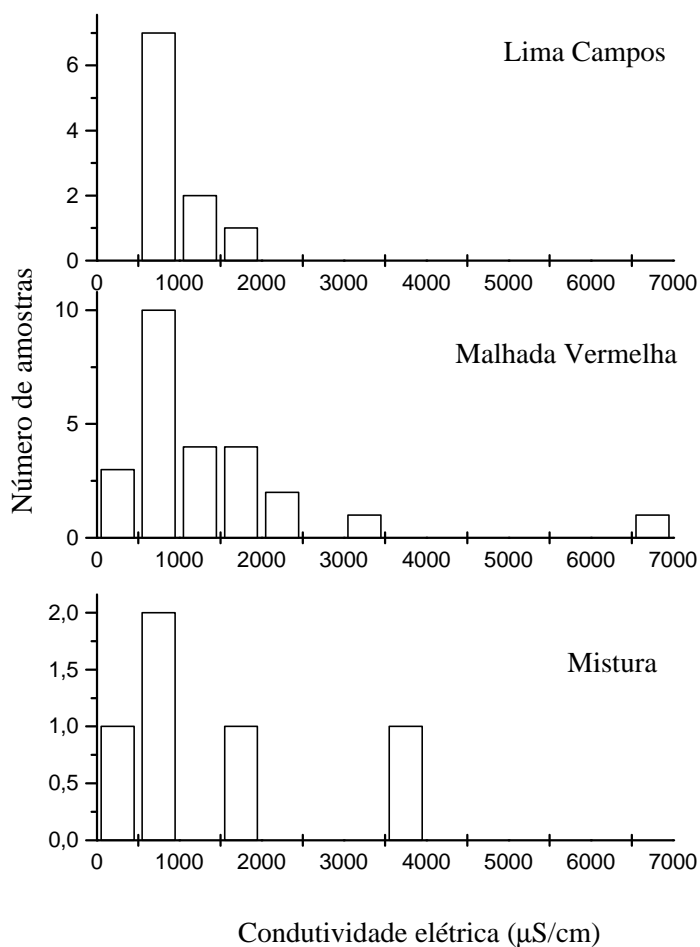 Lima Campos
6
4
2
0
0 1000 2000 3000 4000 5000 6000 7000
Número de amostras
Malhada Vermelha
10
5
0
0 1000 2000 3000 4000 5000 6000 7000
Mistura
2,0
1,5
1,0
0,5
0,0
0 1000 2000 3000 4000 5000 6000 7000
Condutividade elétrica (µS/cm)